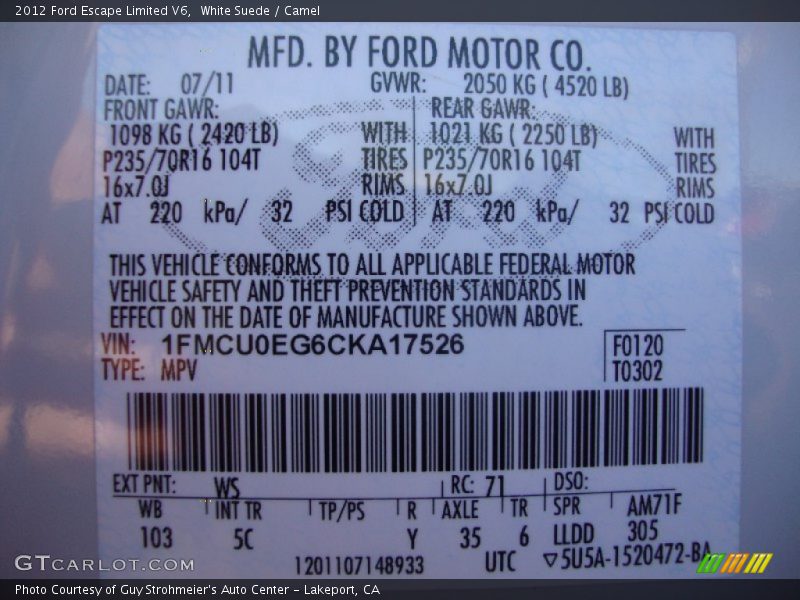 2012 Ford Escape Limited V6,  White Suede / Camel
MFD. BY FORD MOTOR CO.
DATE: 07/11 GVWR: 2050 KG ( 4520 LB)
FRONT GAWR: REAR GAWR:
1098 KG ( 2420 LB) WITH 1021 KG ( 2250 LB) WITH
P235/70R16 104T TIRES P235/70R16 104T TIRES
16x7.0J RIMS 16x7.0J RIMS
AT 220 kPa/ 32 PSI COLD AT 220 kPa/ 32 PSI COLD
Ford
THIS VEHICLE CONFORMS TO ALL APPLICABLE FEDERAL MOTOR
VEHICLE SAFETY AND THEFT PREVENTION STANDARDS IN
EFFECT ON THE DATE OF MANUFACTURE SHOWN ABOVE.
VIN: 1FMCU0EG6CKA17526 F0120
TYPE: MPV T0302
EXT PNT: WS RC: 71 DSO:
WB INT TR TP/PS R AXLE TR SPR AM71F
103 5C Y 35 6 LLDD 305
1201107148933 UTC ▽5U5A-1520472-BA
GTCARLOT.COM
Photo Courtesy of Guy Strohmeier's Auto Center - Lakeport, CA